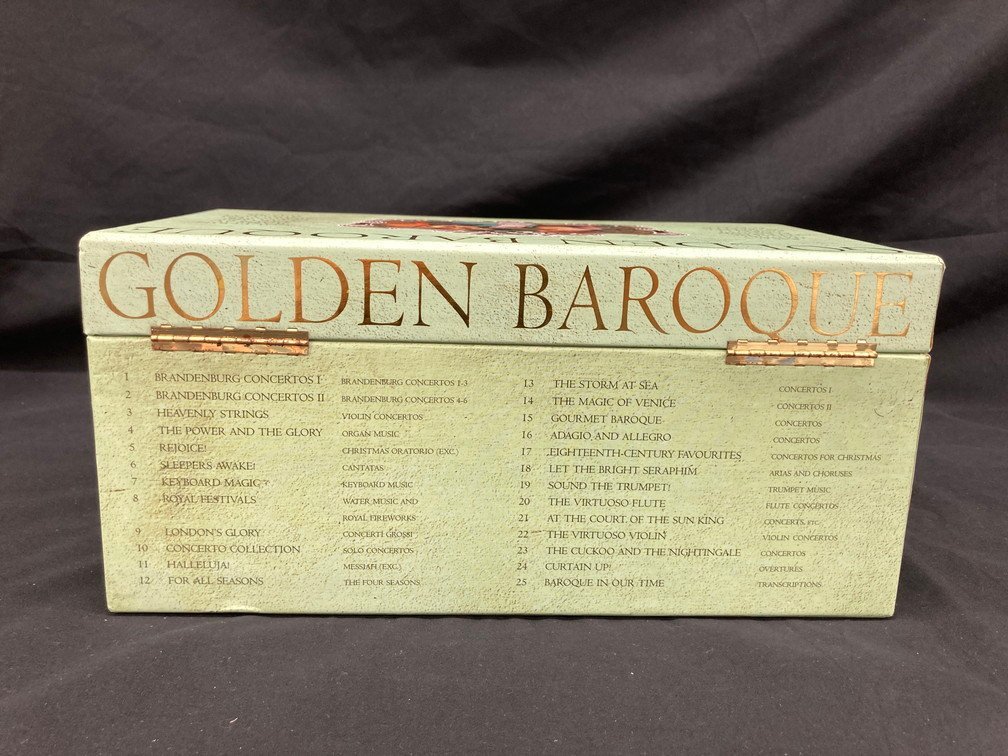 GOLDEN BAROQUE
1 BRANDENBURG CONCERTOS I BRANDENBURG CONCERTOS 1-3
2 BRANDENBURG CONCERTOS II BRANDENBURG CONCERTOS 4-6
3 HEAVENLY STRINGS VIOLIN CONCERTOS
4 THE POWER AND THE GLORY ORGAN MUSIC
5 REJOICE! CHRISTMAS ORATORIO (EXC.)
6 SLEEPERS AWAKE! CANTATAS
7 KEYBOARD MAGIC KEYBOARD MUSIC
8 ROYAL FESTIVALS WATER MUSIC AND
ROYAL FIREWORKS
9 LONDON'S GLORY CONCERTI GROSSI
10 CONCERTO COLLECTION SOLO CONCERTOS
11 HALLELUJA! MESSIAH (EXC.)
12 FOR ALL SEASONS THE FOUR SEASONS
13 THE STORM AT SEA CONCERTOS I
14 THE MAGIC OF VENICE CONCERTOS II
15 GOURMET BAROQUE CONCERTOS
16 ADAGIO AND ALLEGRO CONCERTOS
17 EIGHTEENTH-CENTURY FAVOURITES CONCERTOS FOR CHRISTMAS
18 LET THE BRIGHT SERAPHIM ARIAS AND CHORUSES
19 SOUND THE TRUMPET! TRUMPET MUSIC
20 THE VIRTUOSO FLUTE FLUTE CONCERTOS
21 AT THE COURT OF THE SUN KING CONCERTS, ETC.
22 THE VIRTUOSO VIOLIN VIOLIN CONCERTOS
23 THE CUCKOO AND THE NIGHTINGALE CONCERTOS
24 CURTAIN UP! OVERTURES
25 BAROQUE IN OUR TIME TRANSCRIPTIONS